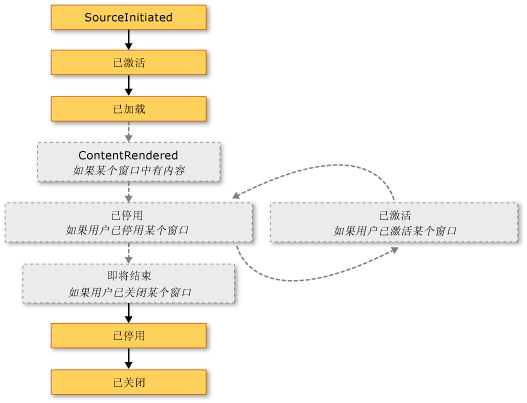 SourceInitiated
已激活
已加载
ContentRendered
如果某个窗口中有内容
已停用
如果用户已停用某个窗口
已激活
如果用户已激活某个窗口
即将结束
如果用户已关闭某个窗口
已停用
已关闭